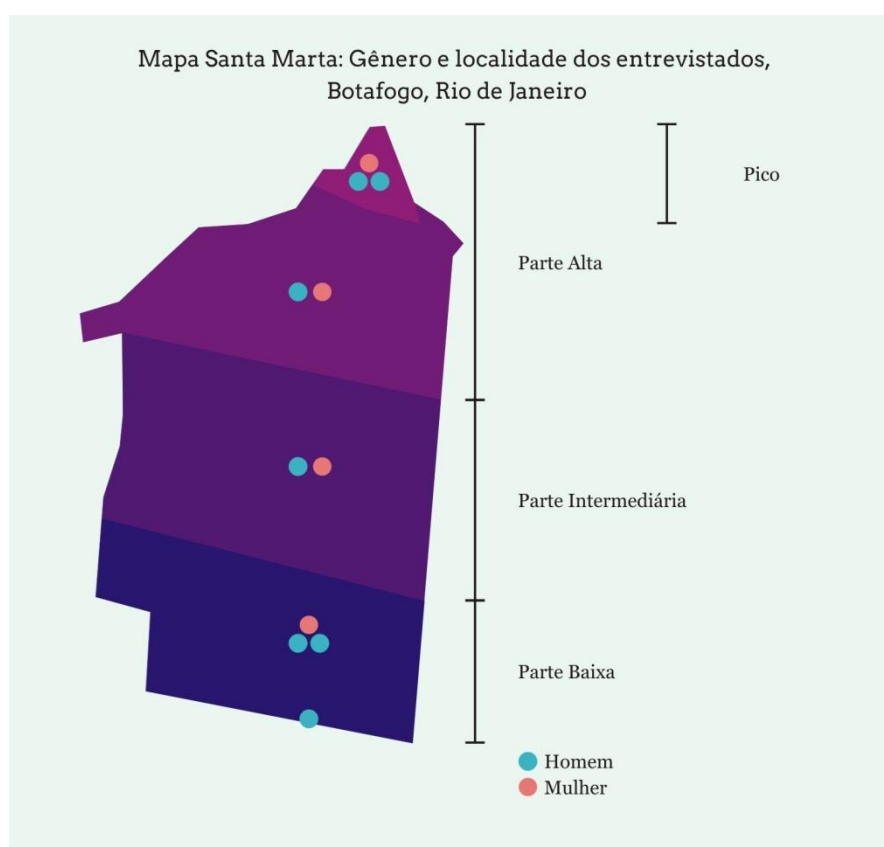 Mapa Santa Marta: Gênero e localidade dos entrevistados,
Botafogo, Rio de Janeiro
Pico
Parte Alta
Parte Intermediária
Parte Baixa
Homem
Mulher